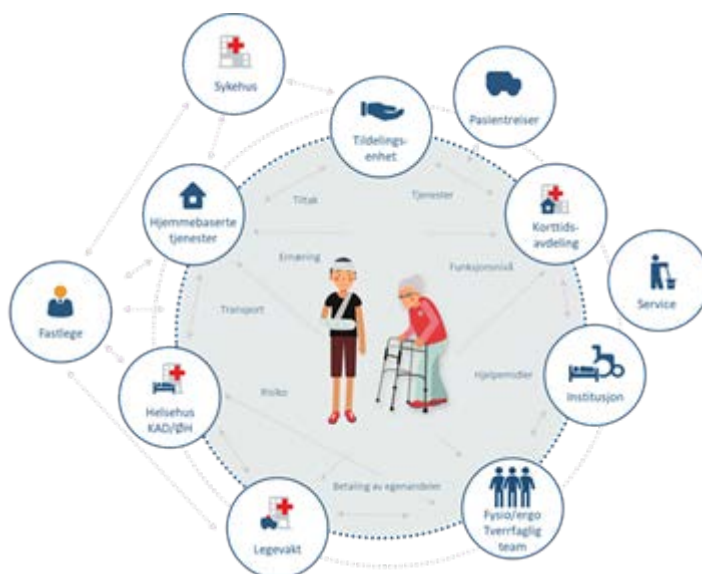 Sykehus
Pasientreiser
Tildelings-
enhet
Hjemmebaserte
tjenester
Tiltak
Tjenester
Korttids-
avdeling
Ernæring
Funksjonsnivå
Service
Fastlege
Transport
Helsehus
KAD/ØH
Risiko
Hjelpemidler
Institusjon
Betaling av egenandeler
Legevakt
Fysio/ergo
Tverrfaglig
team